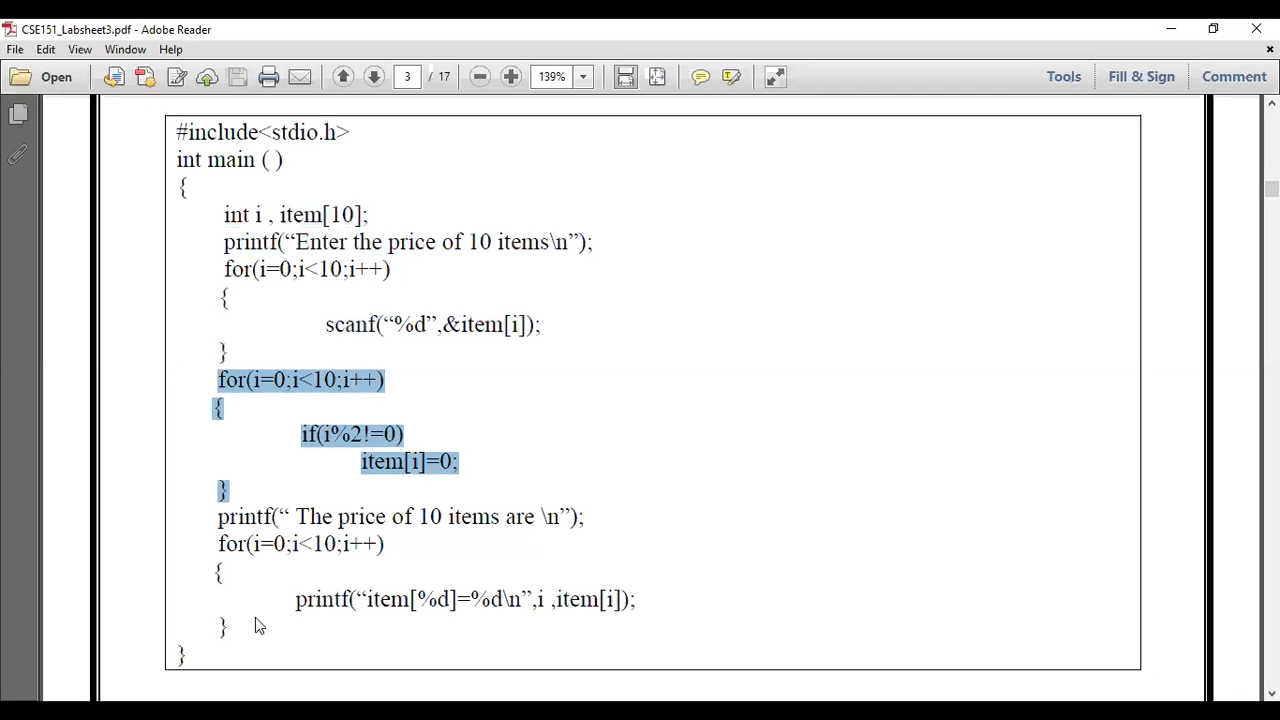 CSE151_Labsheet3.pdf - Adobe Reader
File Edit View Window Help
Open 3 / 17 139% Tools Fill & Sign Comment
#include<stdio.h>
int main ( )
{
int i , item[10];
printf(“Enter the price of 10 items\n”);
for(i=0;i<10;i++)
{
scanf(“%d”,&item[i]);
}
for(i=0;i<10;i++)
{
if(i%2!=0)
item[i]=0;
}
printf(“ The price of 10 items are \n”);
for(i=0;i<10;i++)
{
printf(“item[%d]=%d\n”,i ,item[i]);
}
}